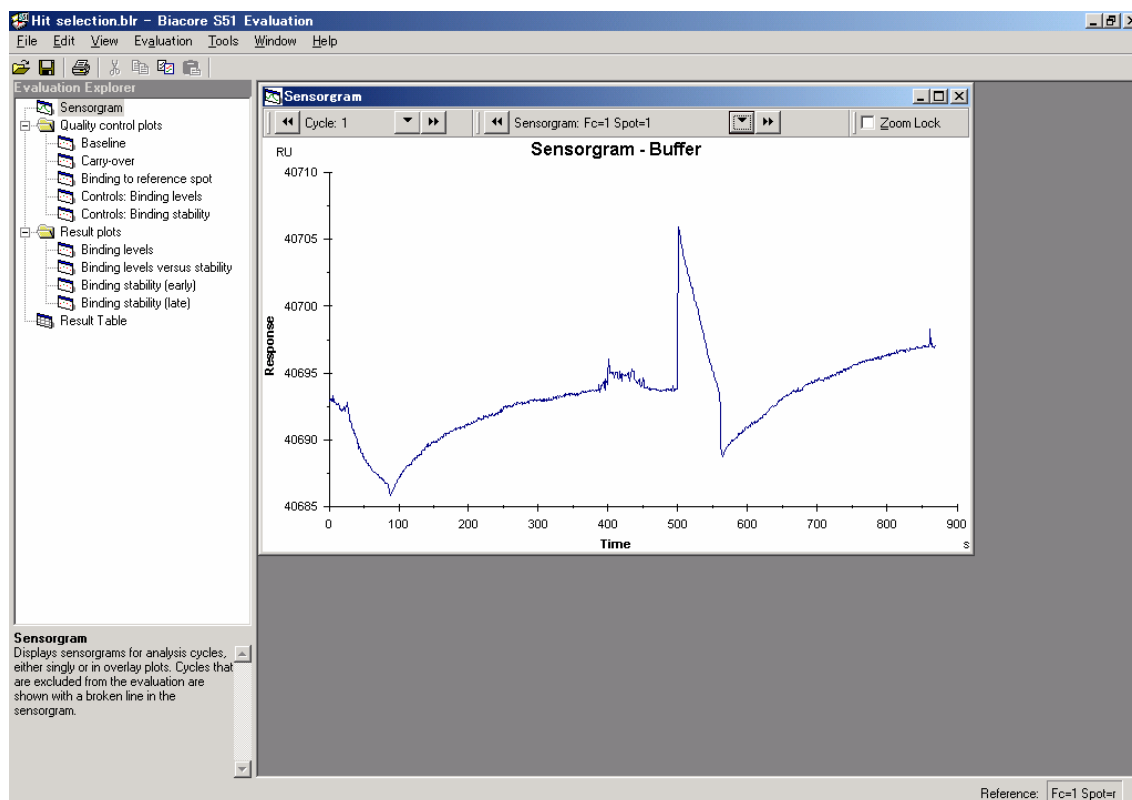 Hit selection.blr - Biacore S51 Evaluation
File Edit View Evaluation Tools Window Help
Evaluation Explorer
Sensorgram
Quality control plots
Baseline
Carry-over
Binding to reference spot
Controls: Binding levels
Controls: Binding stability
Result plots
Binding levels
Binding levels versus stability
Binding stability (early)
Binding stability (late)
Result Table
Sensorgram
Displays sensorgrams for analysis cycles,
either singly or in overlay plots. Cycles that
are excluded from the evaluation are
shown with a broken line in the
sensorgram.
Sensorgram
Cycle: 1 Sensorgram: Fc=1 Spot=1 Zoom Lock
Sensorgram - Buffer
RU
40710
40705
40700
40695
40690
40685
Response
0 100 200 300 400 500 600 700 800 900
Time
s
Reference: Fc=1 Spot=r